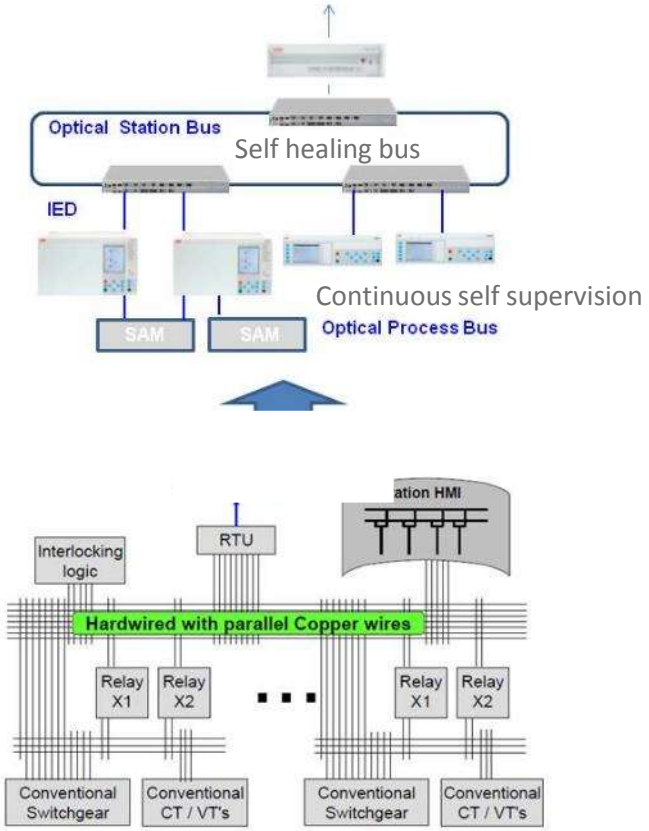 Optical Station Bus
Self healing bus
IED
Continuous self supervision
SAM
SAM
Optical Process Bus
ation HMI
RTU
Interlocking
logic
Hardwired with parallel Copper wires
Relay
X1
Relay
X2
Relay
X1
Relay
X2
Conventional
Switchgear
Conventional
CT / VT's
Conventional
Switchgear
Conventional
CT / VT's